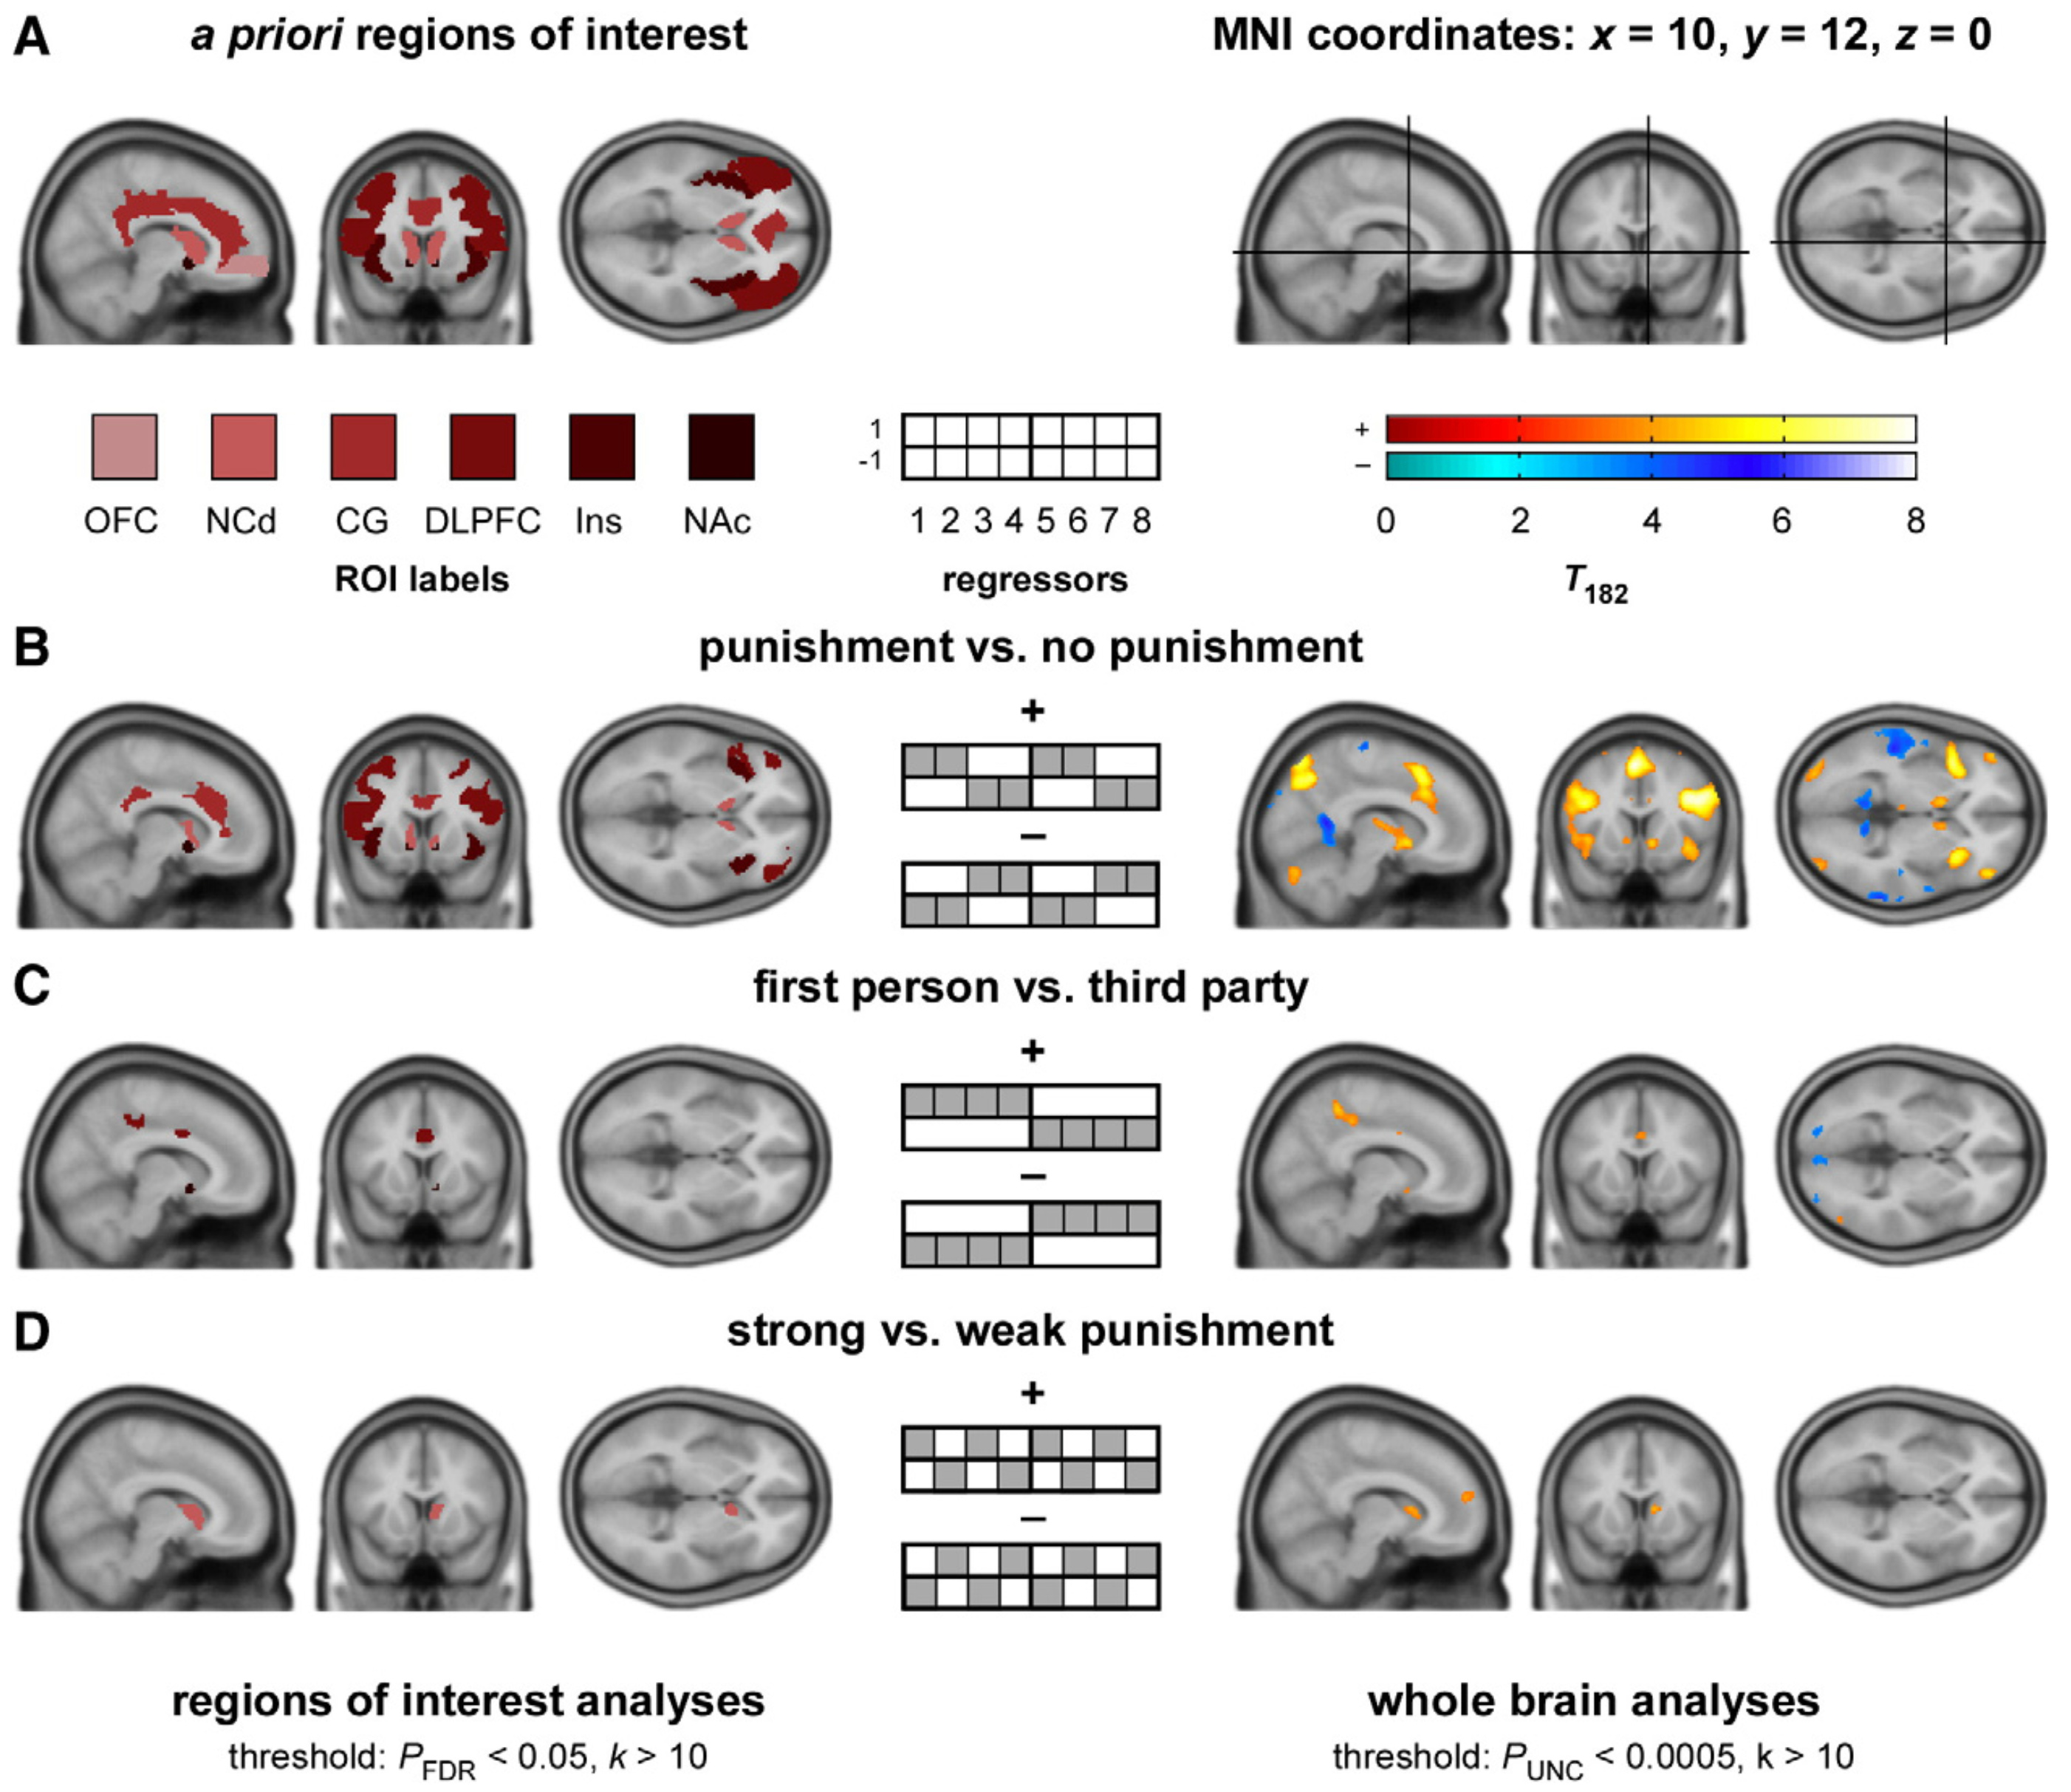 A
a priori regions of interest
MNI coordinates: x = 10, y = 12, z = 0
OFC NCd CG DLPFC Ins NAc
ROI labels
1
-1
1 2 3 4 5 6 7 8
regressors
+
−
0 2 4 6 8
T182
B
punishment vs. no punishment
+
−
C
first person vs. third party
+
−
D
strong vs. weak punishment
+
−
regions of interest analyses
threshold: PFDR < 0.05, k > 10
whole brain analyses
threshold: PUNC < 0.0005, k > 10